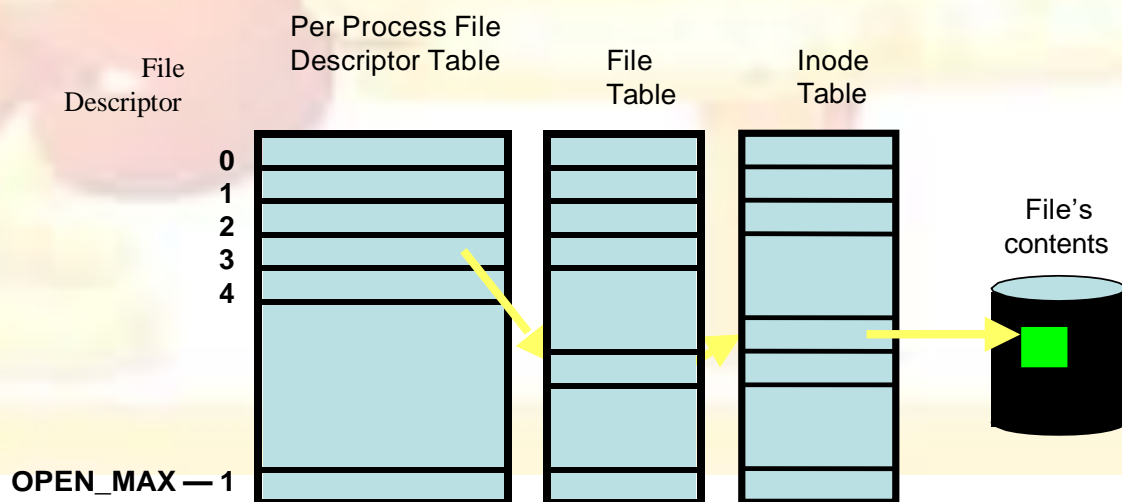 Per Process File
Descriptor Table
File
Descriptor
File
Table
Inode
Table
0
1
2
3
4
File's
contents
OPEN_MAX — 1